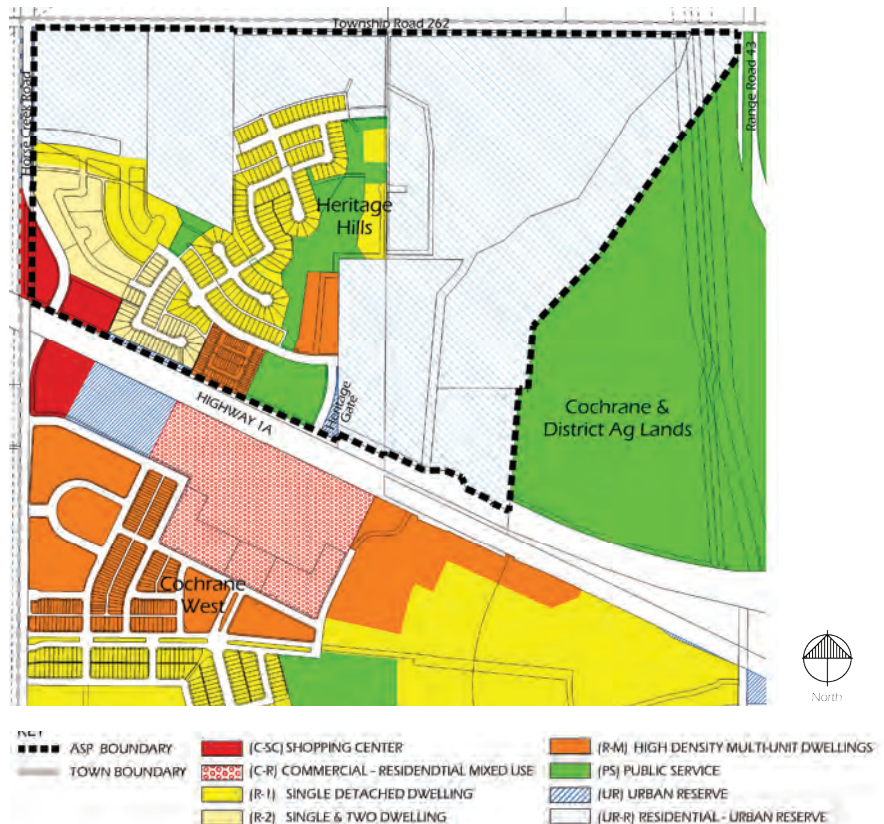 Township Road 262
Horse Creek Road
Range Road 43
Heritage
Hills
Heritage
Gate
HIGHWAY 1A
Cochrane &
District Ag Lands
Cochrane
West
North
KEY
ASP BOUNDARY
TOWN BOUNDARY
(C-SC) SHOPPING CENTER
(C-R) COMMERCIAL - RESIDENDTIAL MIXED USE
(R-1) SINGLE DETACHED DWELLING
(R-2) SINGLE & TWO DWELLING
(R-M) HIGH DENSITY MULTI-UNIT DWELLINGS
(PS) PUBLIC SERVICE
(UR) URBAN RESERVE
(UR-R) RESIDENTIAL - URBAN RESERVE